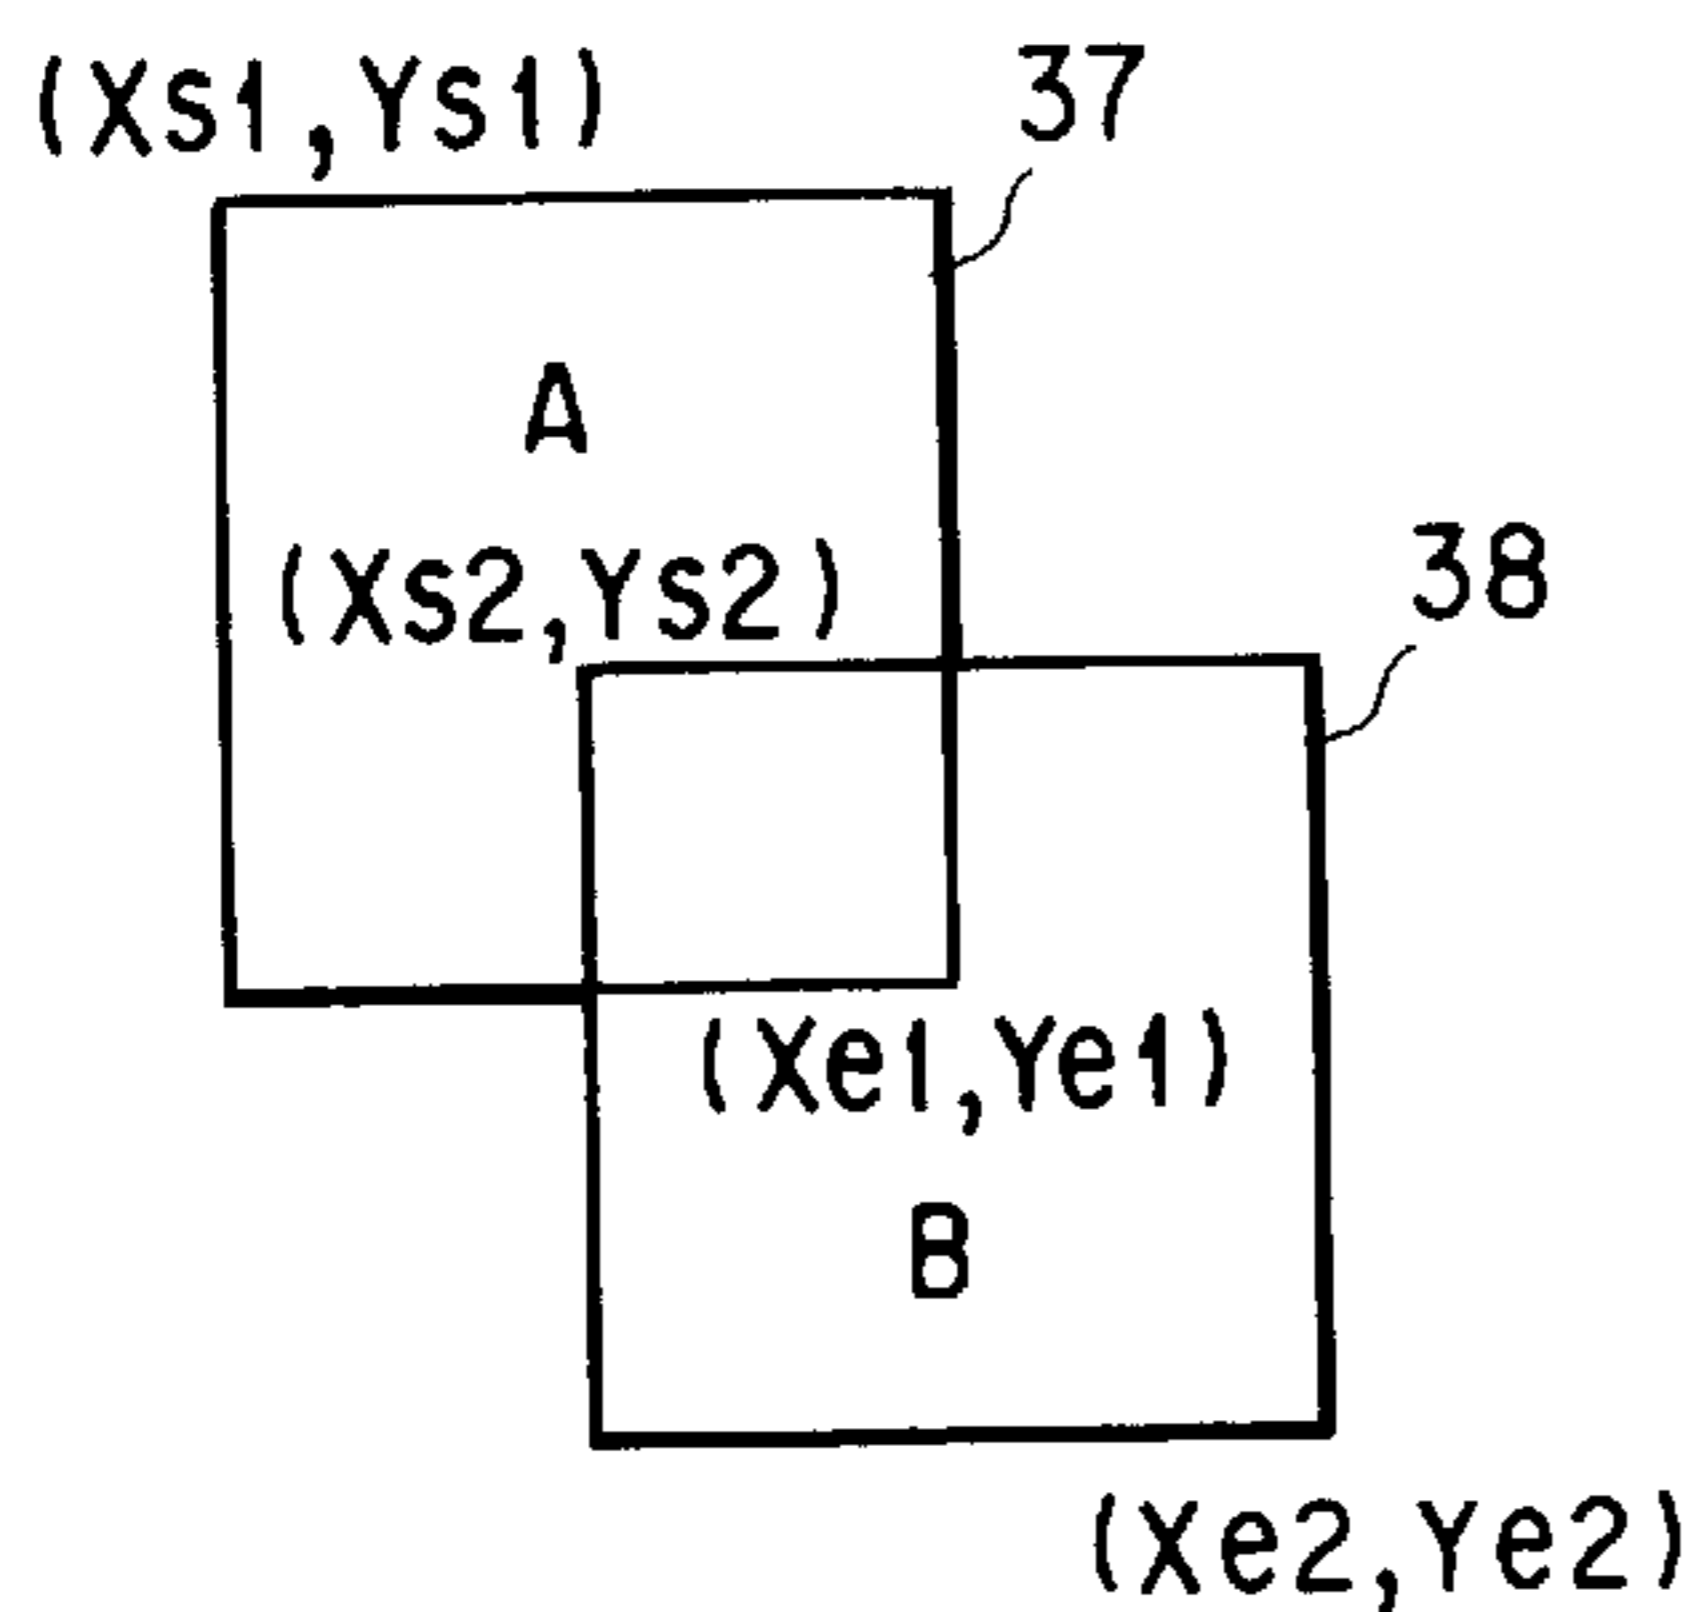 (Xs1,Ys1)
37
A
(Xs2,Ys2)
38
(Xe1,Ye1)
B
(Xe2,Ye2)